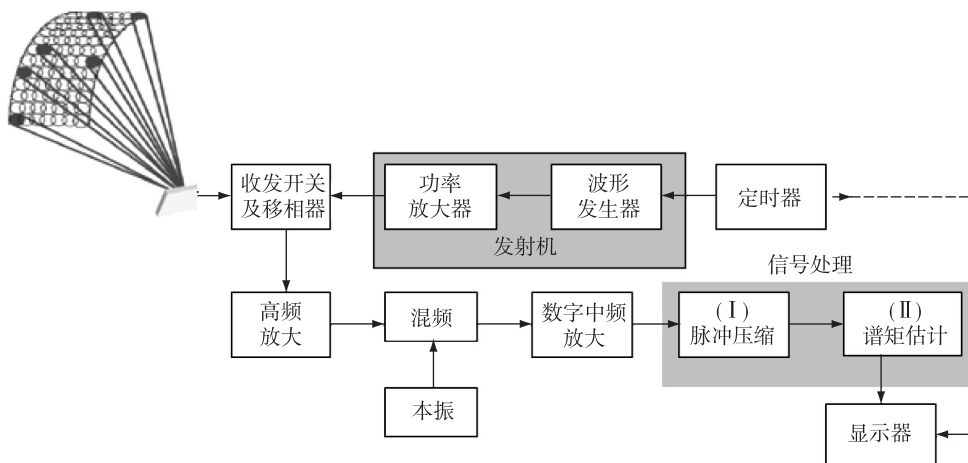 收发开关
及移相器
功率
放大器
波形
发生器
定时器
发射机
信号处理
高频
放大
混频
数字中频
放大
(Ⅰ)
脉冲压缩
(Ⅱ)
谱矩估计
本振
显示器